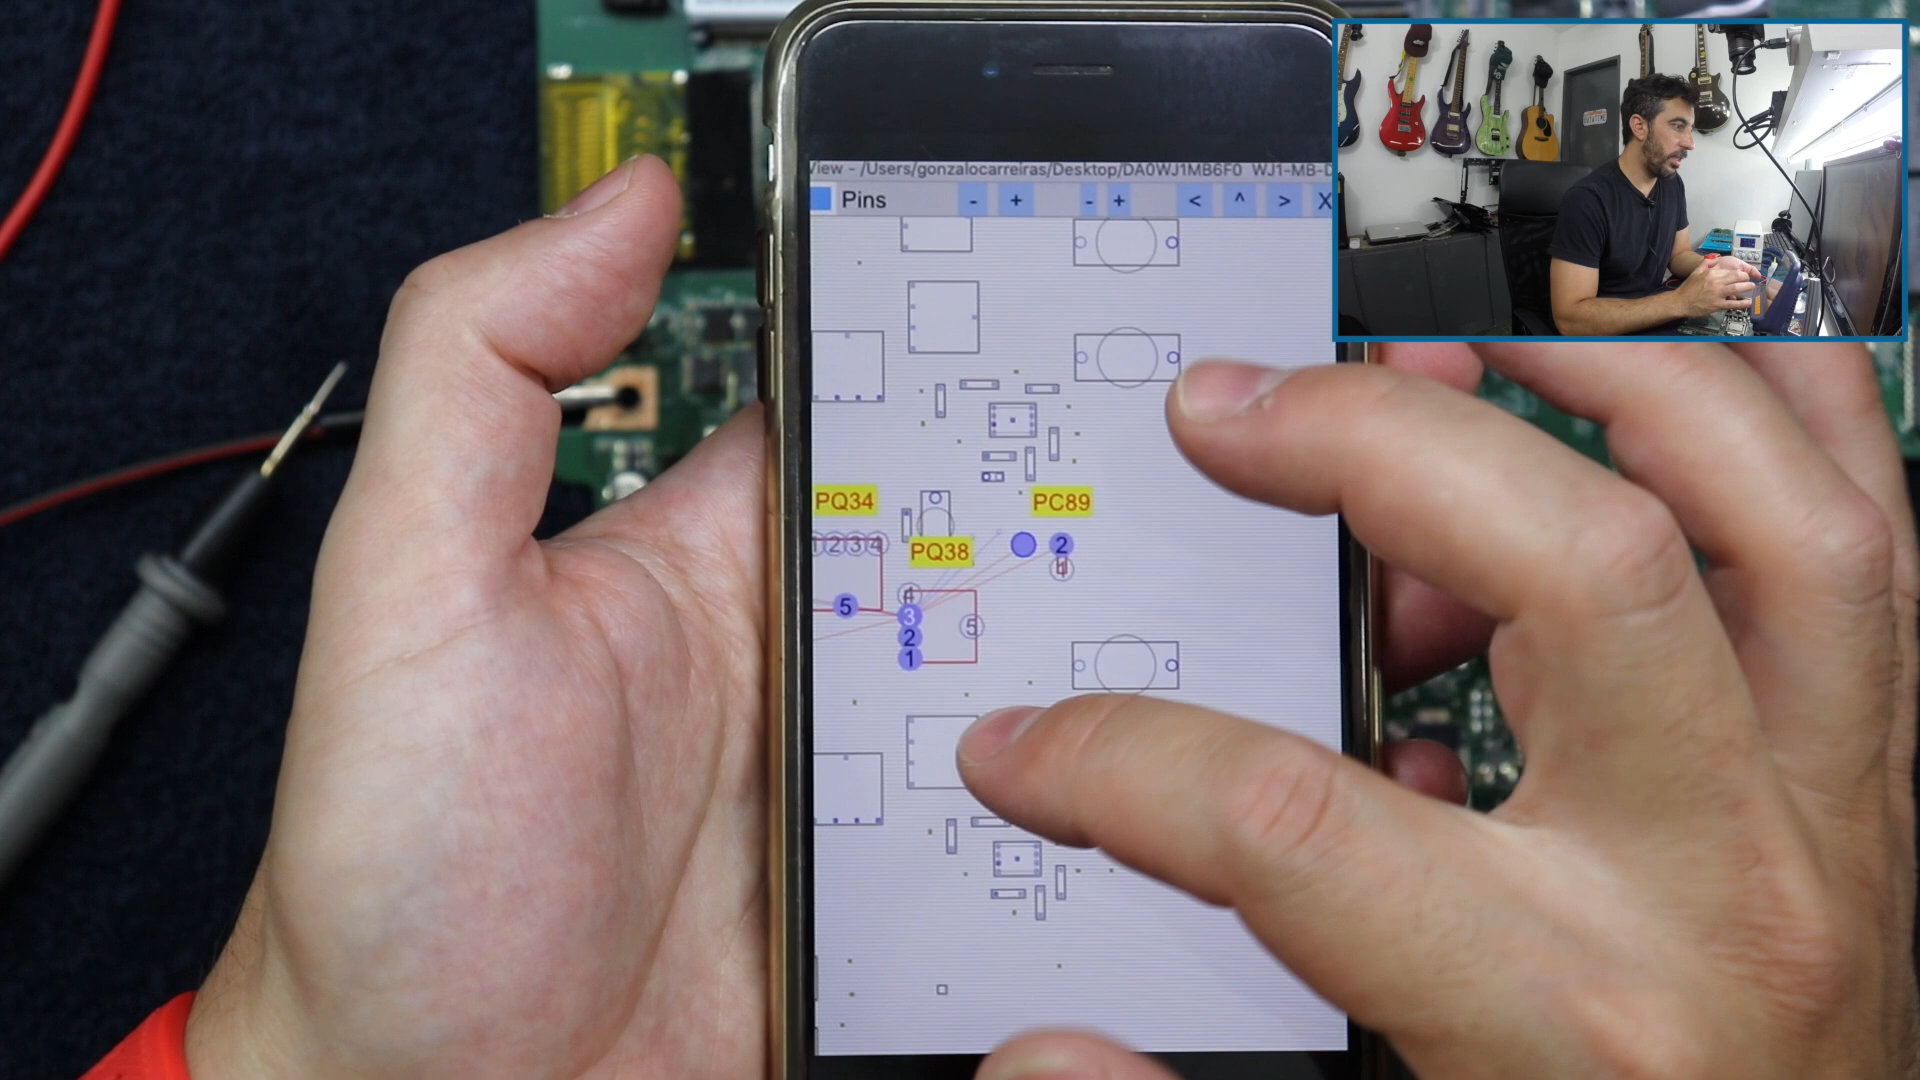 View - /Users/gonzalocarreiras/Desktop/DA0WJ1MB6F0 WJ1-MB-
Pins - + - + < ^ > X
PQ34
PC89
1 2 3 4
2
PQ38
1
4
5
3
5
2
1